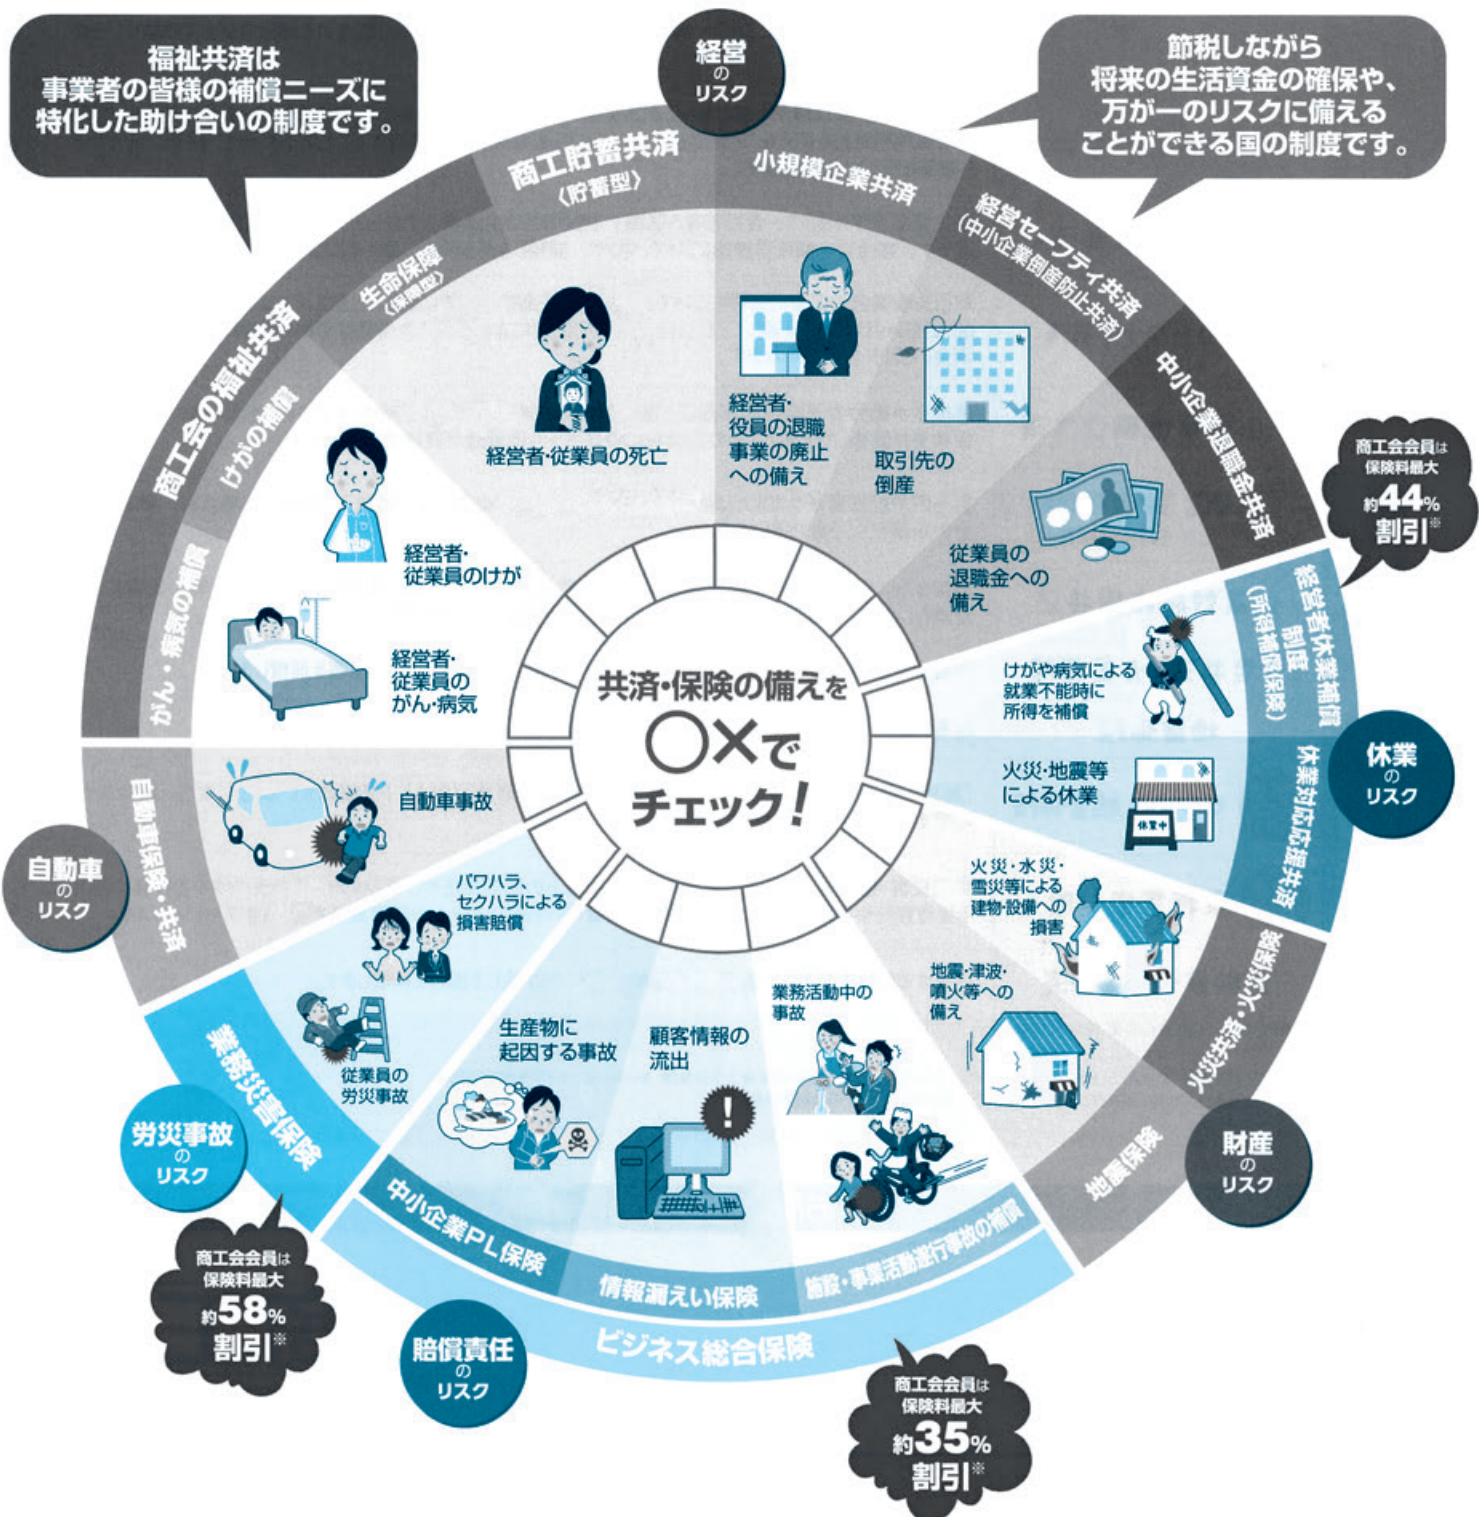 福祉共済は
事業者の皆様の補償ニーズに
特化した助け合いの制度です。
経営
の
リスク
節税しながら
将来の生活資金の確保や、
万が一のリスクに備える
ことができる国の制度です。
商工貯蓄共済
〈貯蓄型〉
小規模企業共済
経営セーフティ共済
(中小企業倒産防止共済)
中小企業退職金共済
商工会の福祉共済
生命保障
〈保障型〉
けがの補償
がん・病気の補償
経営者・従業員の死亡
経営者・
役員の退職
事業の廃止
への備え
取引先の
倒産
従業員の
退職金への
備え
経営者・
従業員のけが
経営者・
従業員の
がん・病気
商工会会員は
保険料最大
約44%
割引※
経営者休業補償
制度
(所得補償保険)
けがや病気による
就業不能時に
所得を補償
休業
の
リスク
休業対応応援共済
火災・地震等
による休業
休業中
共済・保険の備えを
○×で
チェック!
自動車
の
リスク
自動車保険・共済
自動車事故
火災・水災・
雪災等による
建物・設備への
損害
火災共済・火災保険
地震・津波・
噴火等への
備え
地震保険
財産
の
リスク
パワハラ、
セクハラによる
損害賠償
従業員の
労災事故
業務災害保険
労災事故
の
リスク
商工会会員は
保険料最大
約58%
割引※
生産物に
起因する事故
顧客情報の
流出
!
業務活動中の
事故
中小企業PL保険
情報漏えい保険
施設・事業活動遂行事故の補償
ビジネス総合保険
賠償責任
の
リスク
商工会会員は
保険料最大
約35%
割引※